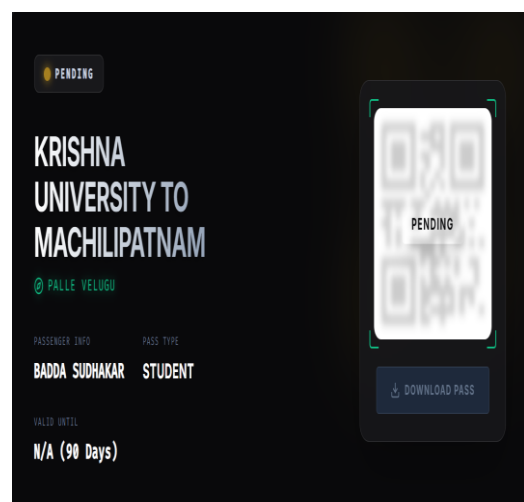 PENDING
KRISHNA
UNIVERSITY TO
MACHILIPATNAM
PALLE VELUGU
PASSENGER INFO
BADDA SUDHAKAR
PASS TYPE
STUDENT
VALID UNTIL
N/A (90 Days)
PENDING
DOWNLOAD PASS